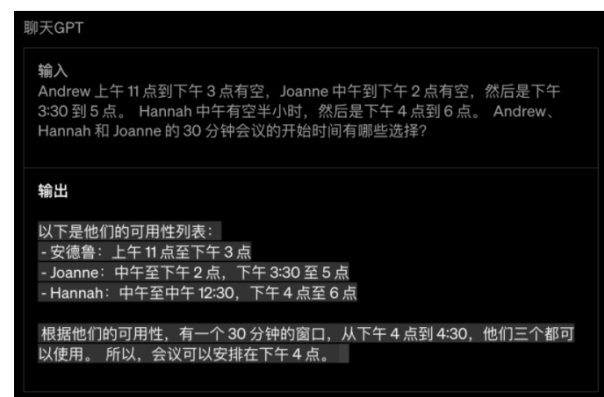 聊天GPT
输入
Andrew 上午 11 点到下午 3 点有空，Joanne 中午到下午 2 点有空，然后是下午
3:30 到 5 点。 Hannah 中午有空半小时，然后是下午 4 点到 6 点。 Andrew、
Hannah 和 Joanne 的 30 分钟会议的开始时间有哪些选择?
输出
以下是他们的可用性列表：
- 安德鲁：上午 11 点至下午 3 点
- Joanne：中午至下午 2 点，下午 3:30 至 5 点
- Hannah：中午至中午 12:30，下午 4 点至 6 点
根据他们的可用性，有一个 30 分钟的窗口，从下午 4 点到 4:30，他们三个都可
以使用。 所以，会议可以安排在下午 4 点。